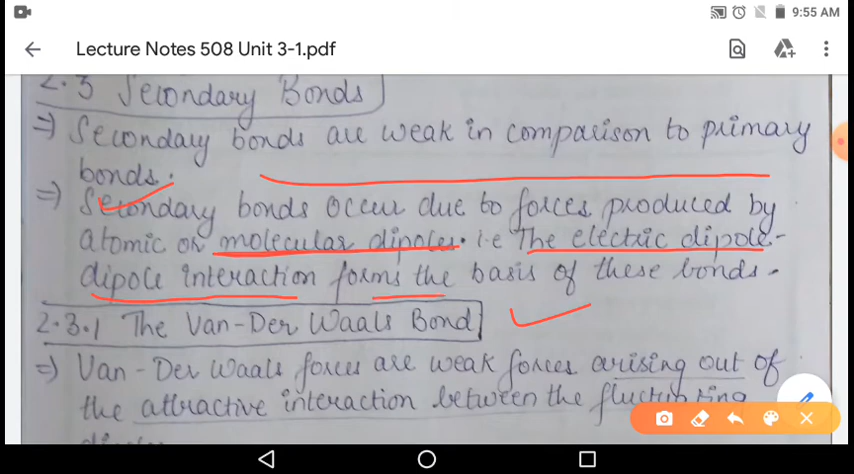 9:55 AM
Lecture Notes 508 Unit 3-1.pdf
2.3 Secondary Bonds
⇒ Secondary bonds are weak in comparison to primary
bonds.
⇒ Secondary bonds occur due to forces produced by
atomic or molecular dipoles. i.e The electric dipole-
dipole interaction forms the basis of these bonds.
2.3.1 The Van-Der Waals Bond
⇒ Van-Der Waals forces are weak forces arising out of
the attractive interaction between the